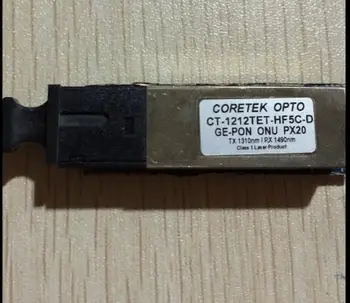 CORETEK OPTO
CT-1212TET-HF5C-D
GE-PON ONU PX20
TX 1310nm / RX 1490nm
Class 1 Laser Product